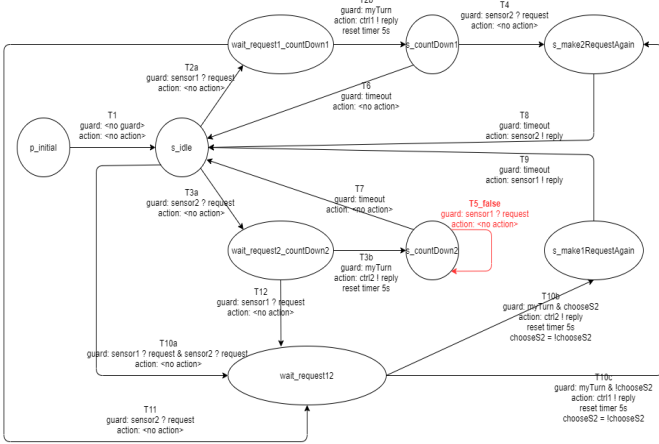 T2b
guard: myTurn
action: ctrl1 ! reply
reset timer 5s
T4
guard: sensor2 ? request
action: <no action>
wait_request1_countDown1
s_countDown1
s_make2RequestAgain
T2a
guard: sensor1 ? request
action: <no action>
T6
guard: timeout
action: <no action>
T1
guard: <no guard>
action: <no action>
T8
guard: timeout
action: sensor2 ! reply
p_initial
s_idle
T9
guard: timeout
action: sensor1 ! reply
T3a
guard: sensor2 ? request
action: <no action>
T7
guard: timeout
action: <no action>
T5_false
guard: sensor1 ? request
action: <no action>
wait_request2_countDown2
s_countDown2
s_make1RequestAgain
T3b
guard: myTurn
action: ctrl2 ! reply
reset timer 5s
T12
guard: sensor1 ? request
action: <no action>
T10b
guard: myTurn & chooseS2
action: ctrl2 ! reply
reset timer 5s
chooseS2 = !chooseS2
T10a
guard: sensor1 ? request & sensor2 ? request
action: <no action>
wait_request12
T10c
guard: myTurn & !chooseS2
action: ctrl1 ! reply
reset timer 5s
chooseS2 = !chooseS2
T11
guard: sensor2 ? request
action: <no action>